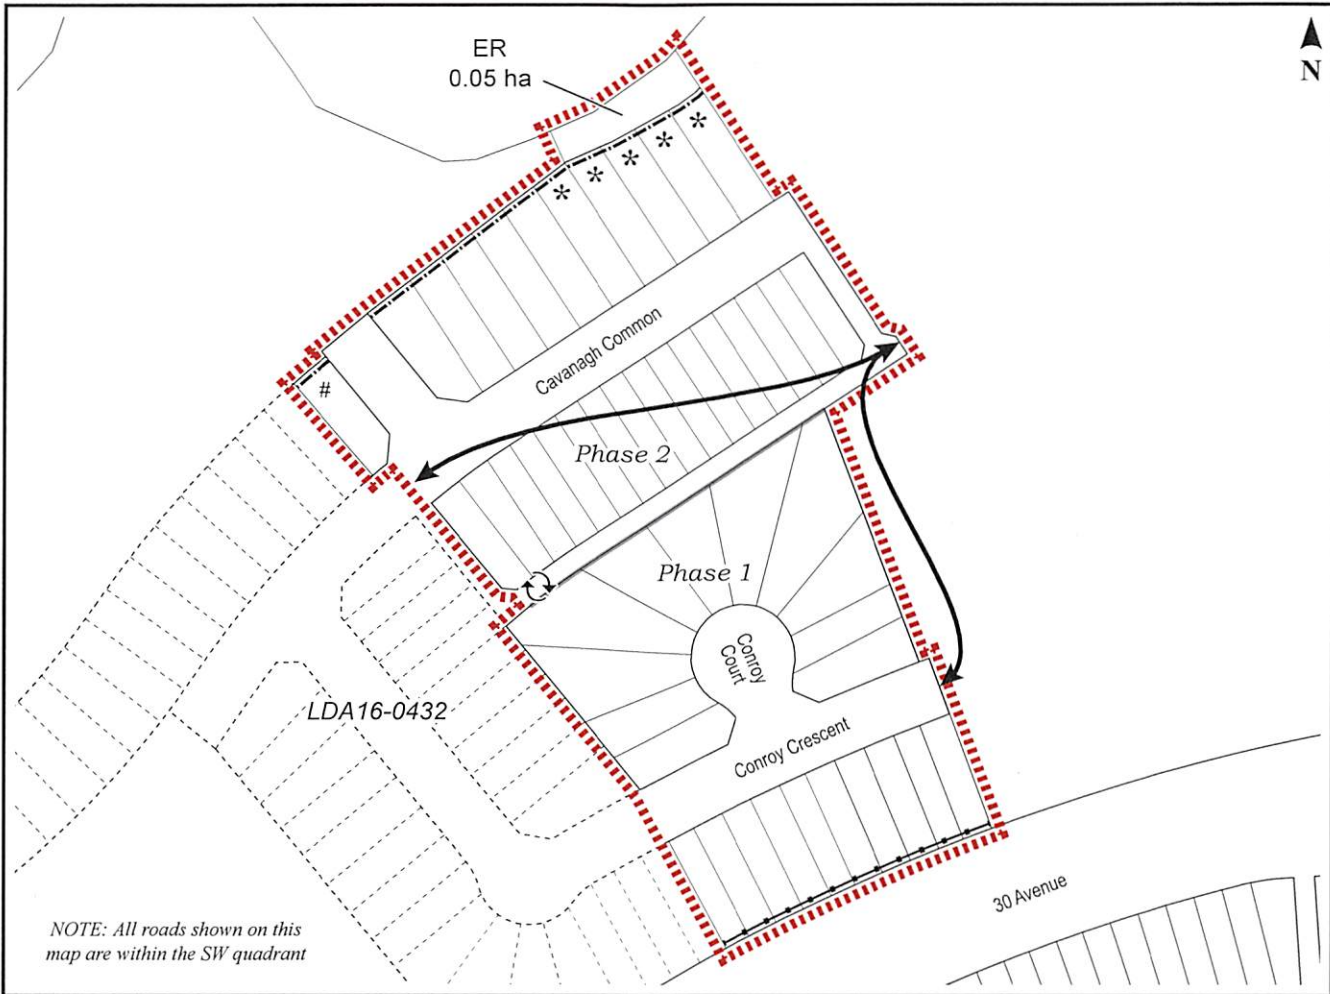 ER
0.05 ha
N
* * * * *
#
Cavanagh Common
Phase 2
Phase 1
Conroy
Court
LDA16-0432
Conroy Crescent
30 Avenue
NOTE: All roads shown on this
map are within the SW quadrant